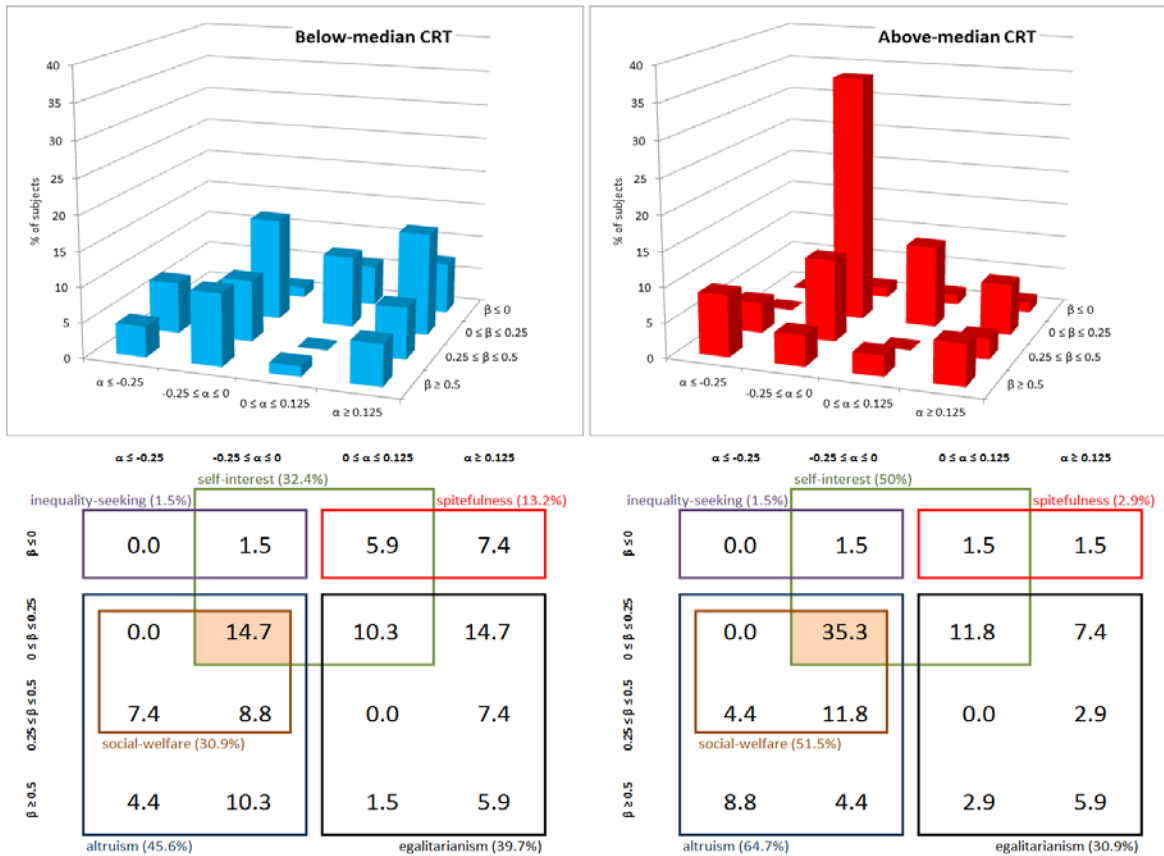 Below-median CRT
40
35
30
25
20
15
10
5
0
% of subjects
α ≤ -0.25
-0.25 ≤ α ≤ 0
0 ≤ α ≤ 0.125
α ≥ 0.125
β ≤ 0
0 ≤ β ≤ 0.25
0.25 ≤ β ≤ 0.5
β ≥ 0.5
Above-median CRT
40
35
30
25
20
15
10
5
0
% of subjects
α ≤ -0.25
-0.25 ≤ α ≤ 0
0 ≤ α ≤ 0.125
α ≥ 0.125
β ≤ 0
0 ≤ β ≤ 0.25
0.25 ≤ β ≤ 0.5
β ≥ 0.5
α ≤ -0.25 -0.25 ≤ α ≤ 0 0 ≤ α ≤ 0.125 α ≥ 0.125
self-interest (32.4%)
inequality-seeking (1.5%) spitefulness (13.2%)
β ≤ 0 0.0 1.5 5.9 7.4
0 ≤ β ≤ 0.25 0.0 14.7 10.3 14.7
0.25 ≤ β ≤ 0.5 7.4 8.8 0.0 7.4
social-welfare (30.9%)
β ≥ 0.5 4.4 10.3 1.5 5.9
altruism (45.6%) egalitarianism (39.7%)
α ≤ -0.25 -0.25 ≤ α ≤ 0 0 ≤ α ≤ 0.125 α ≥ 0.125
self-interest (50%)
inequality-seeking (1.5%) spitefulness (2.9%)
β ≤ 0 0.0 1.5 1.5 1.5
0 ≤ β ≤ 0.25 0.0 35.3 11.8 7.4
0.25 ≤ β ≤ 0.5 4.4 11.8 0.0 2.9
social-welfare (51.5%)
β ≥ 0.5 8.8 4.4 2.9 5.9
altruism (64.7%) egalitarianism (30.9%)